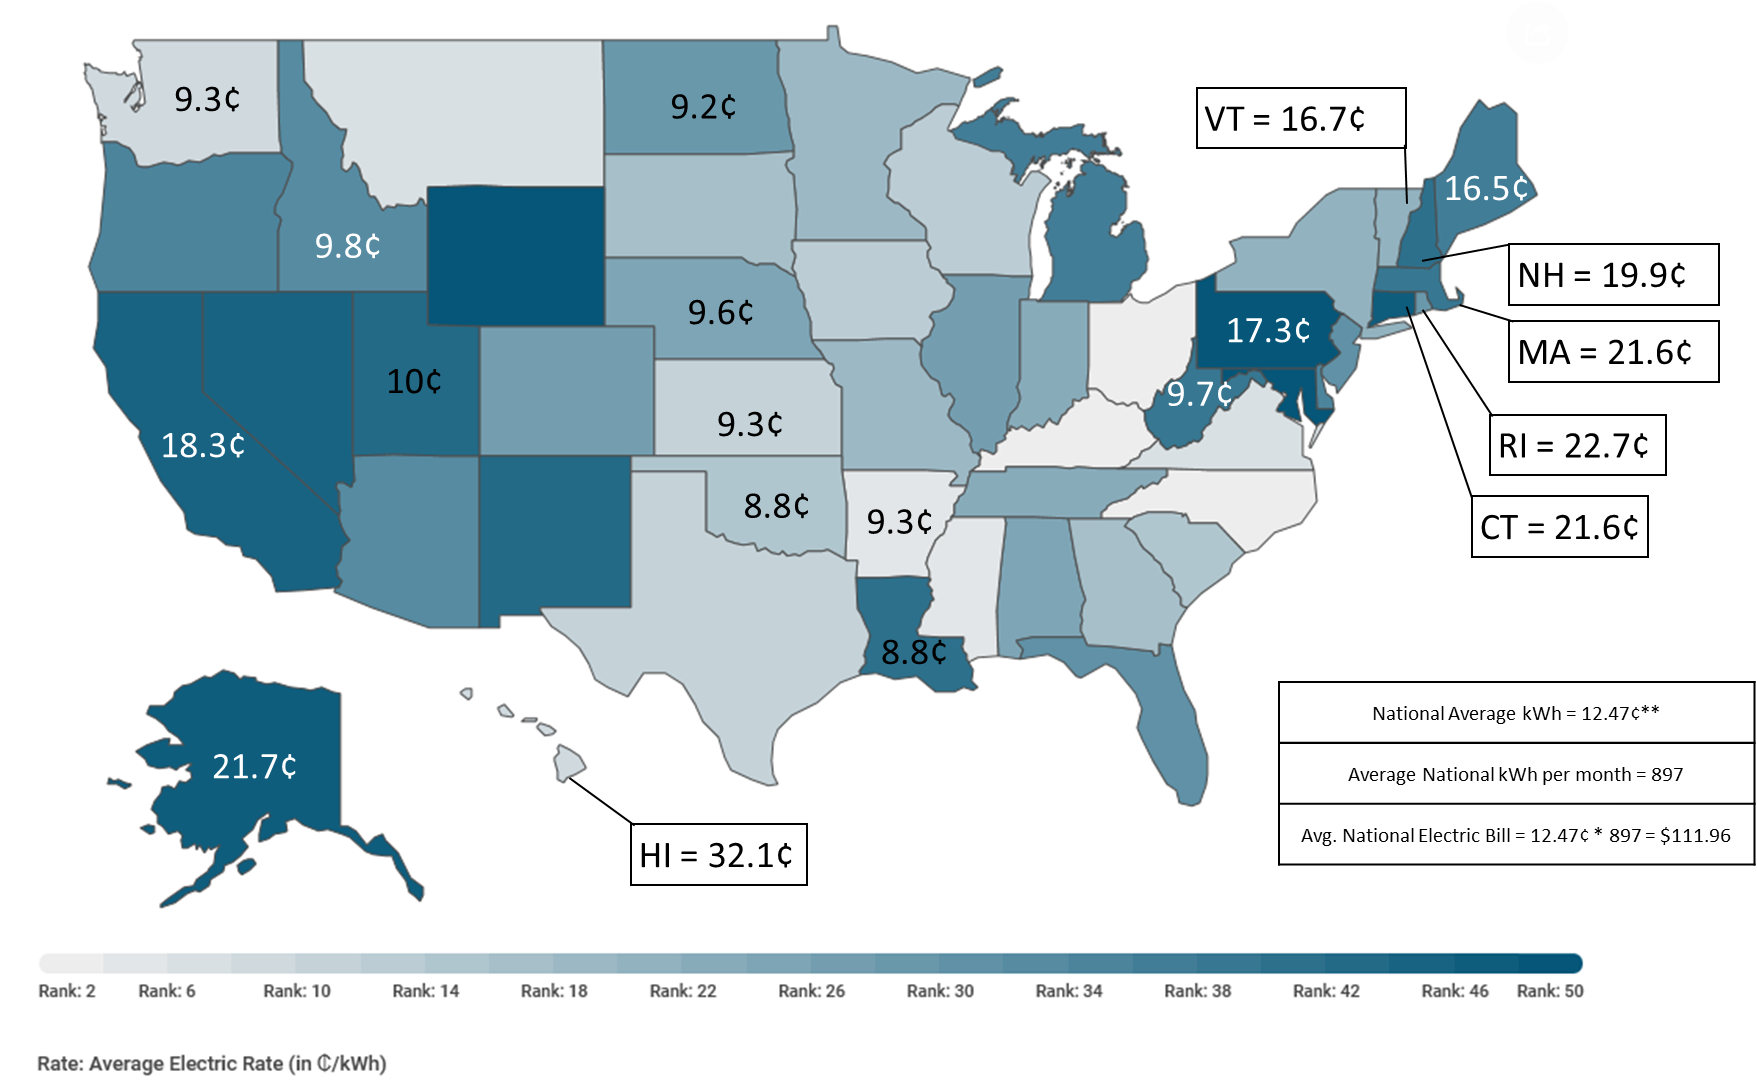 9.3¢
9.2¢
VT = 16.7¢
16.5¢
9.8¢
NH = 19.9¢
9.6¢
17.3¢
MA = 21.6¢
10¢
9.7¢
9.3¢
18.3¢
RI = 22.7¢
8.8¢
9.3¢
CT = 21.6¢
8.8¢
National Average kWh = 12.47¢**
21.7¢
Average National kWh per month = 897
Avg. National Electric Bill = 12.47¢ * 897 = $111.96
HI = 32.1¢
Rank: 2 Rank: 6 Rank: 10 Rank: 14 Rank: 18 Rank: 22 Rank: 26 Rank: 30 Rank: 34 Rank: 38 Rank: 42 Rank: 46 Rank: 50
Rate: Average Electric Rate (in ₵/kWh)